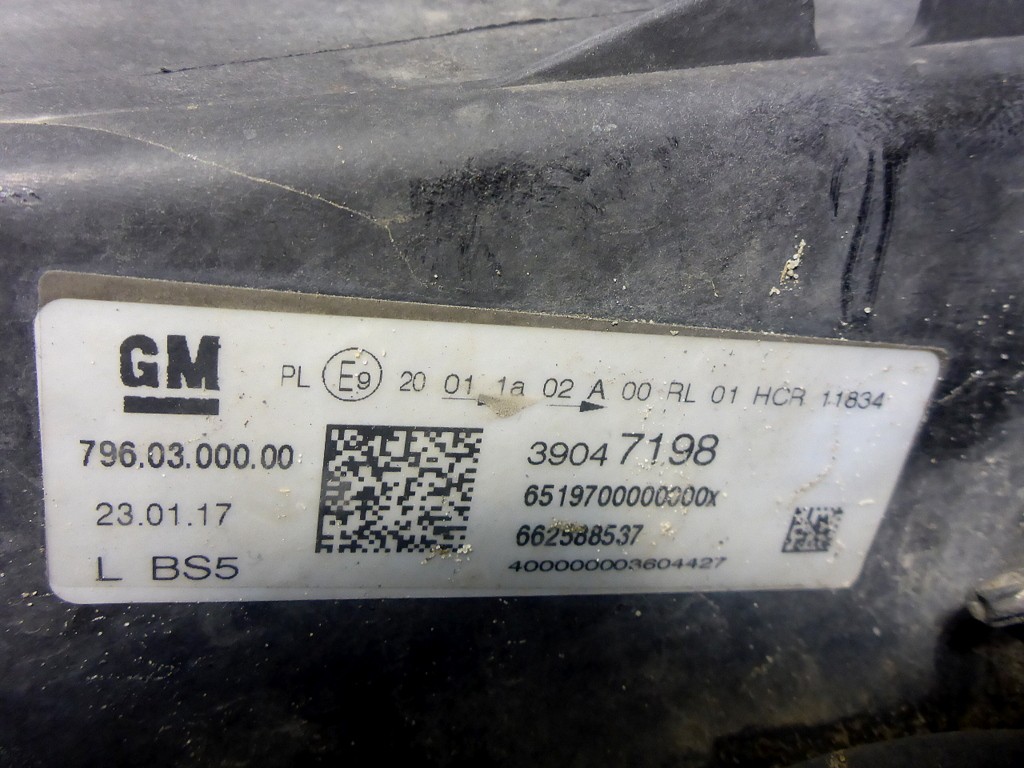 GM
PL E9 20 01 1a 02 A 00 RL 01 HCR 11834
796.03.000.00
39047198
6519700000000x
23.01.17
662588537
L BS5
400000003604427